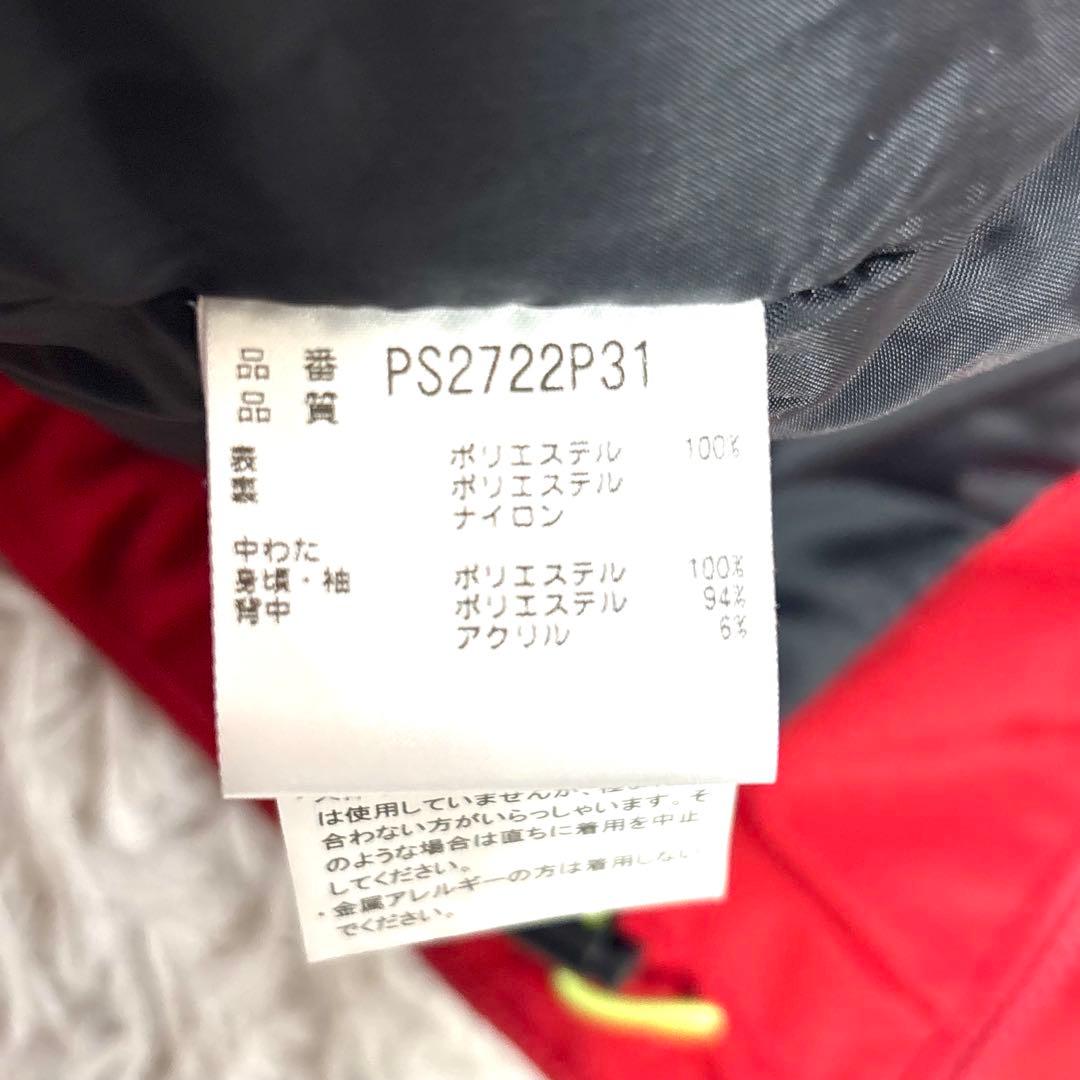 品番 PS2722P31
品質
表 ポリエステル 100%
裏 ポリエステル
ナイロン
中わた
身頃・袖 ポリエステル 100%
背中 ポリエステル 94%
アクリル 6%
は使用していませんが、
合わない方がいらっしゃいます。そ
のような場合は直ちに着用を中止
してください。
・金属アレルギーの方は着用しない
でください。